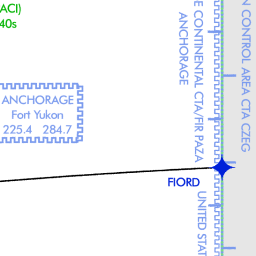 ACI)
40s
ANCHORAGE
Fort Yukon
225.4 284.7
FIORD
E CONTINENTAL CTA/FIR PAZA
ANCHORAGE
UNITED STAT
N CONTROL AREA CTA CZEG